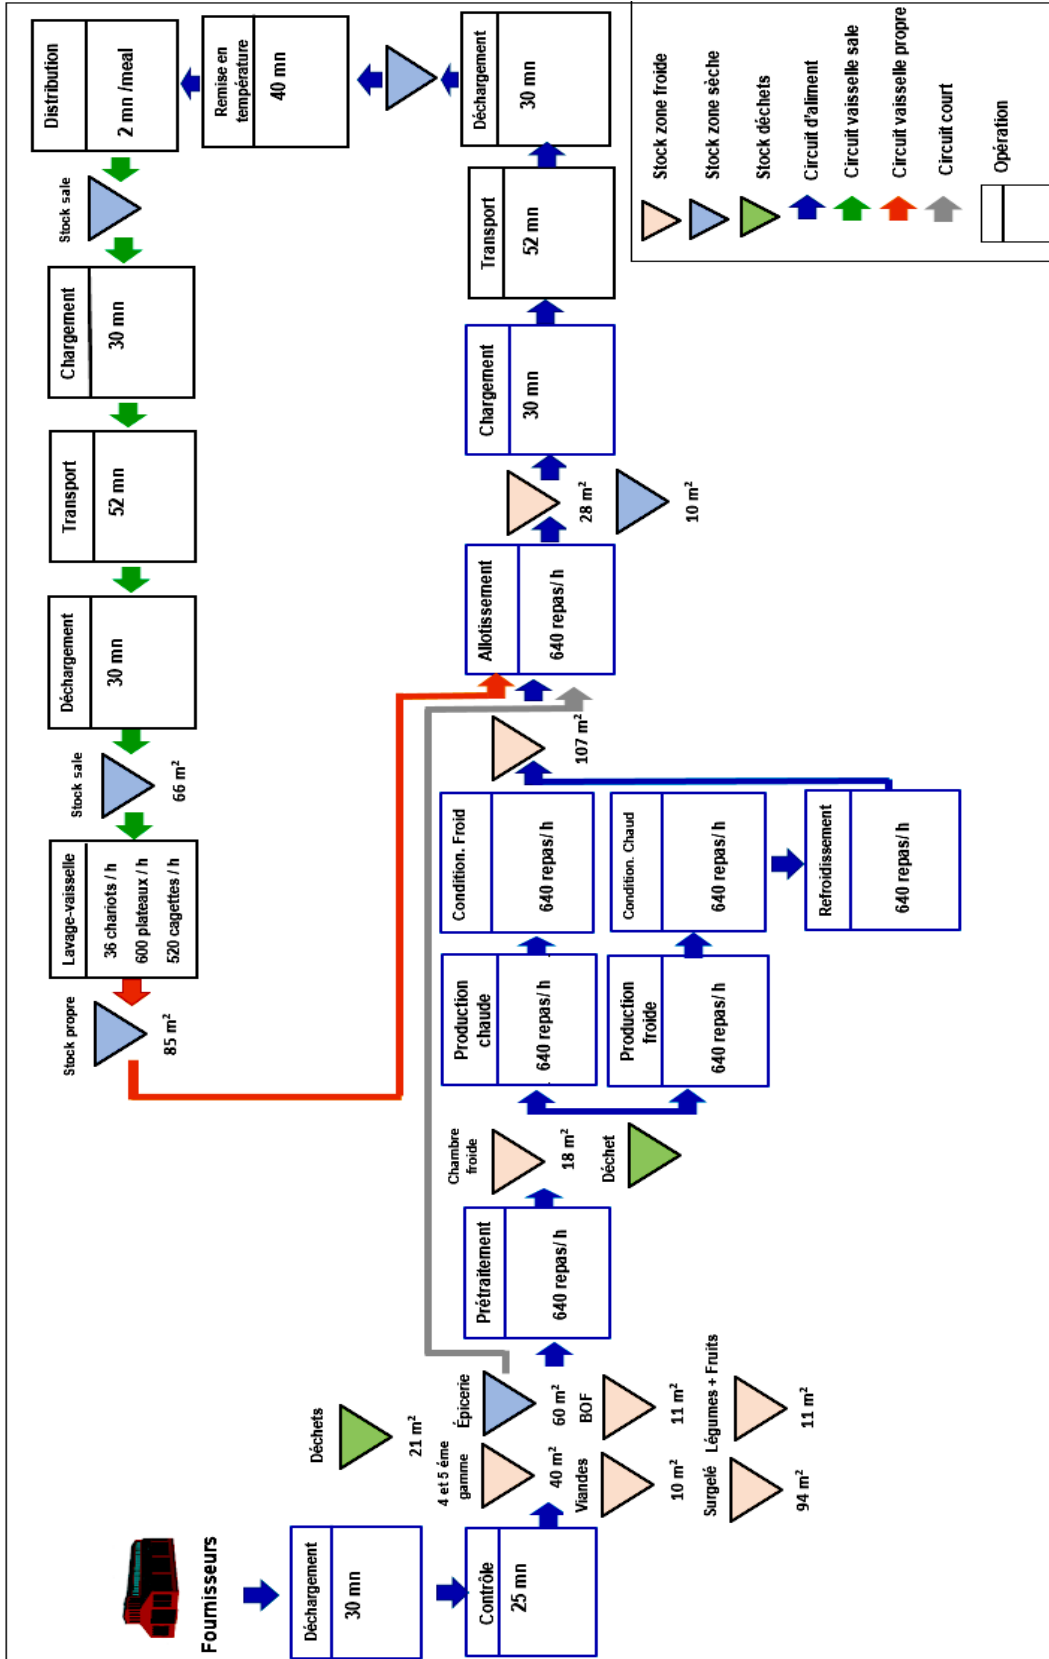 Fournisseurs
Déchargement
30 mn
Contrôle
25 mn
Déchets
21 m²
4 et 5 éme
gamme
40 m²
Épicerie
60 m²
Viandes
10 m²
BOF
11 m²
Surgelé
94 m²
Légumes + Fruits
11 m²
Prétraitement
640 repas/ h
Chambre
froide
18 m²
Déchet
Production
chaude
640 repas/ h
Production
froide
640 repas/ h
Condition. Froid
640 repas/ h
Condition. Chaud
640 repas/ h
Refroidissement
640 repas/ h
107 m²
Allotissement
640 repas/ h
28 m²
10 m²
Chargement
30 mn
Transport
52 mn
Déchargement
30 mn
Remise en
température
40 mn
Distribution
2 mn /meal
Stock sale
Chargement
30 mn
Transport
52 mn
Déchargement
30 mn
Stock sale
66 m²
Lavage-vaisselle
36 chariots / h
600 plateaux / h
520 cagettes / h
Stock propre
85 m²
Stock zone froide
Stock zone sèche
Stock déchets
Circuit d'aliment
Circuit vaisselle sale
Circuit vaisselle propre
Circuit court
Opération